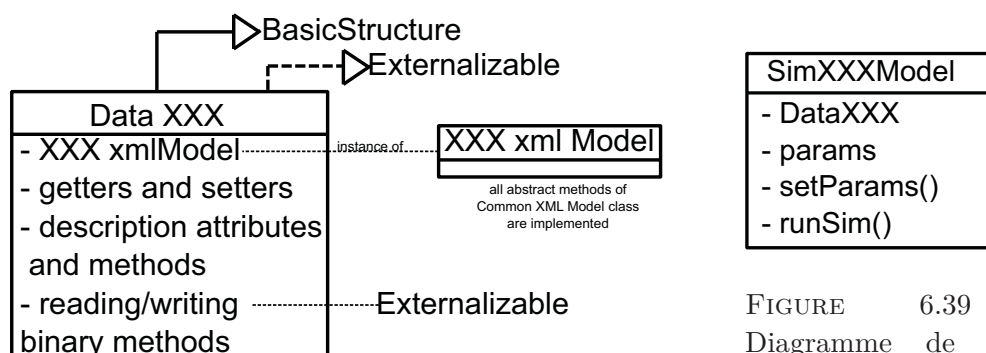 BasicStructure
Externalizable
Data XXX
- XXX xmlModel
instance of
XXX xml Model
- getters and setters
- description attributes
and methods
- reading/writing
binary methods
all abstract methods of
Common XML Model class
are implemented
Externalizable
SimXXXModel
- DataXXX
- params
- setParams()
- runSim()
FIGURE 6.39
Diagramme de